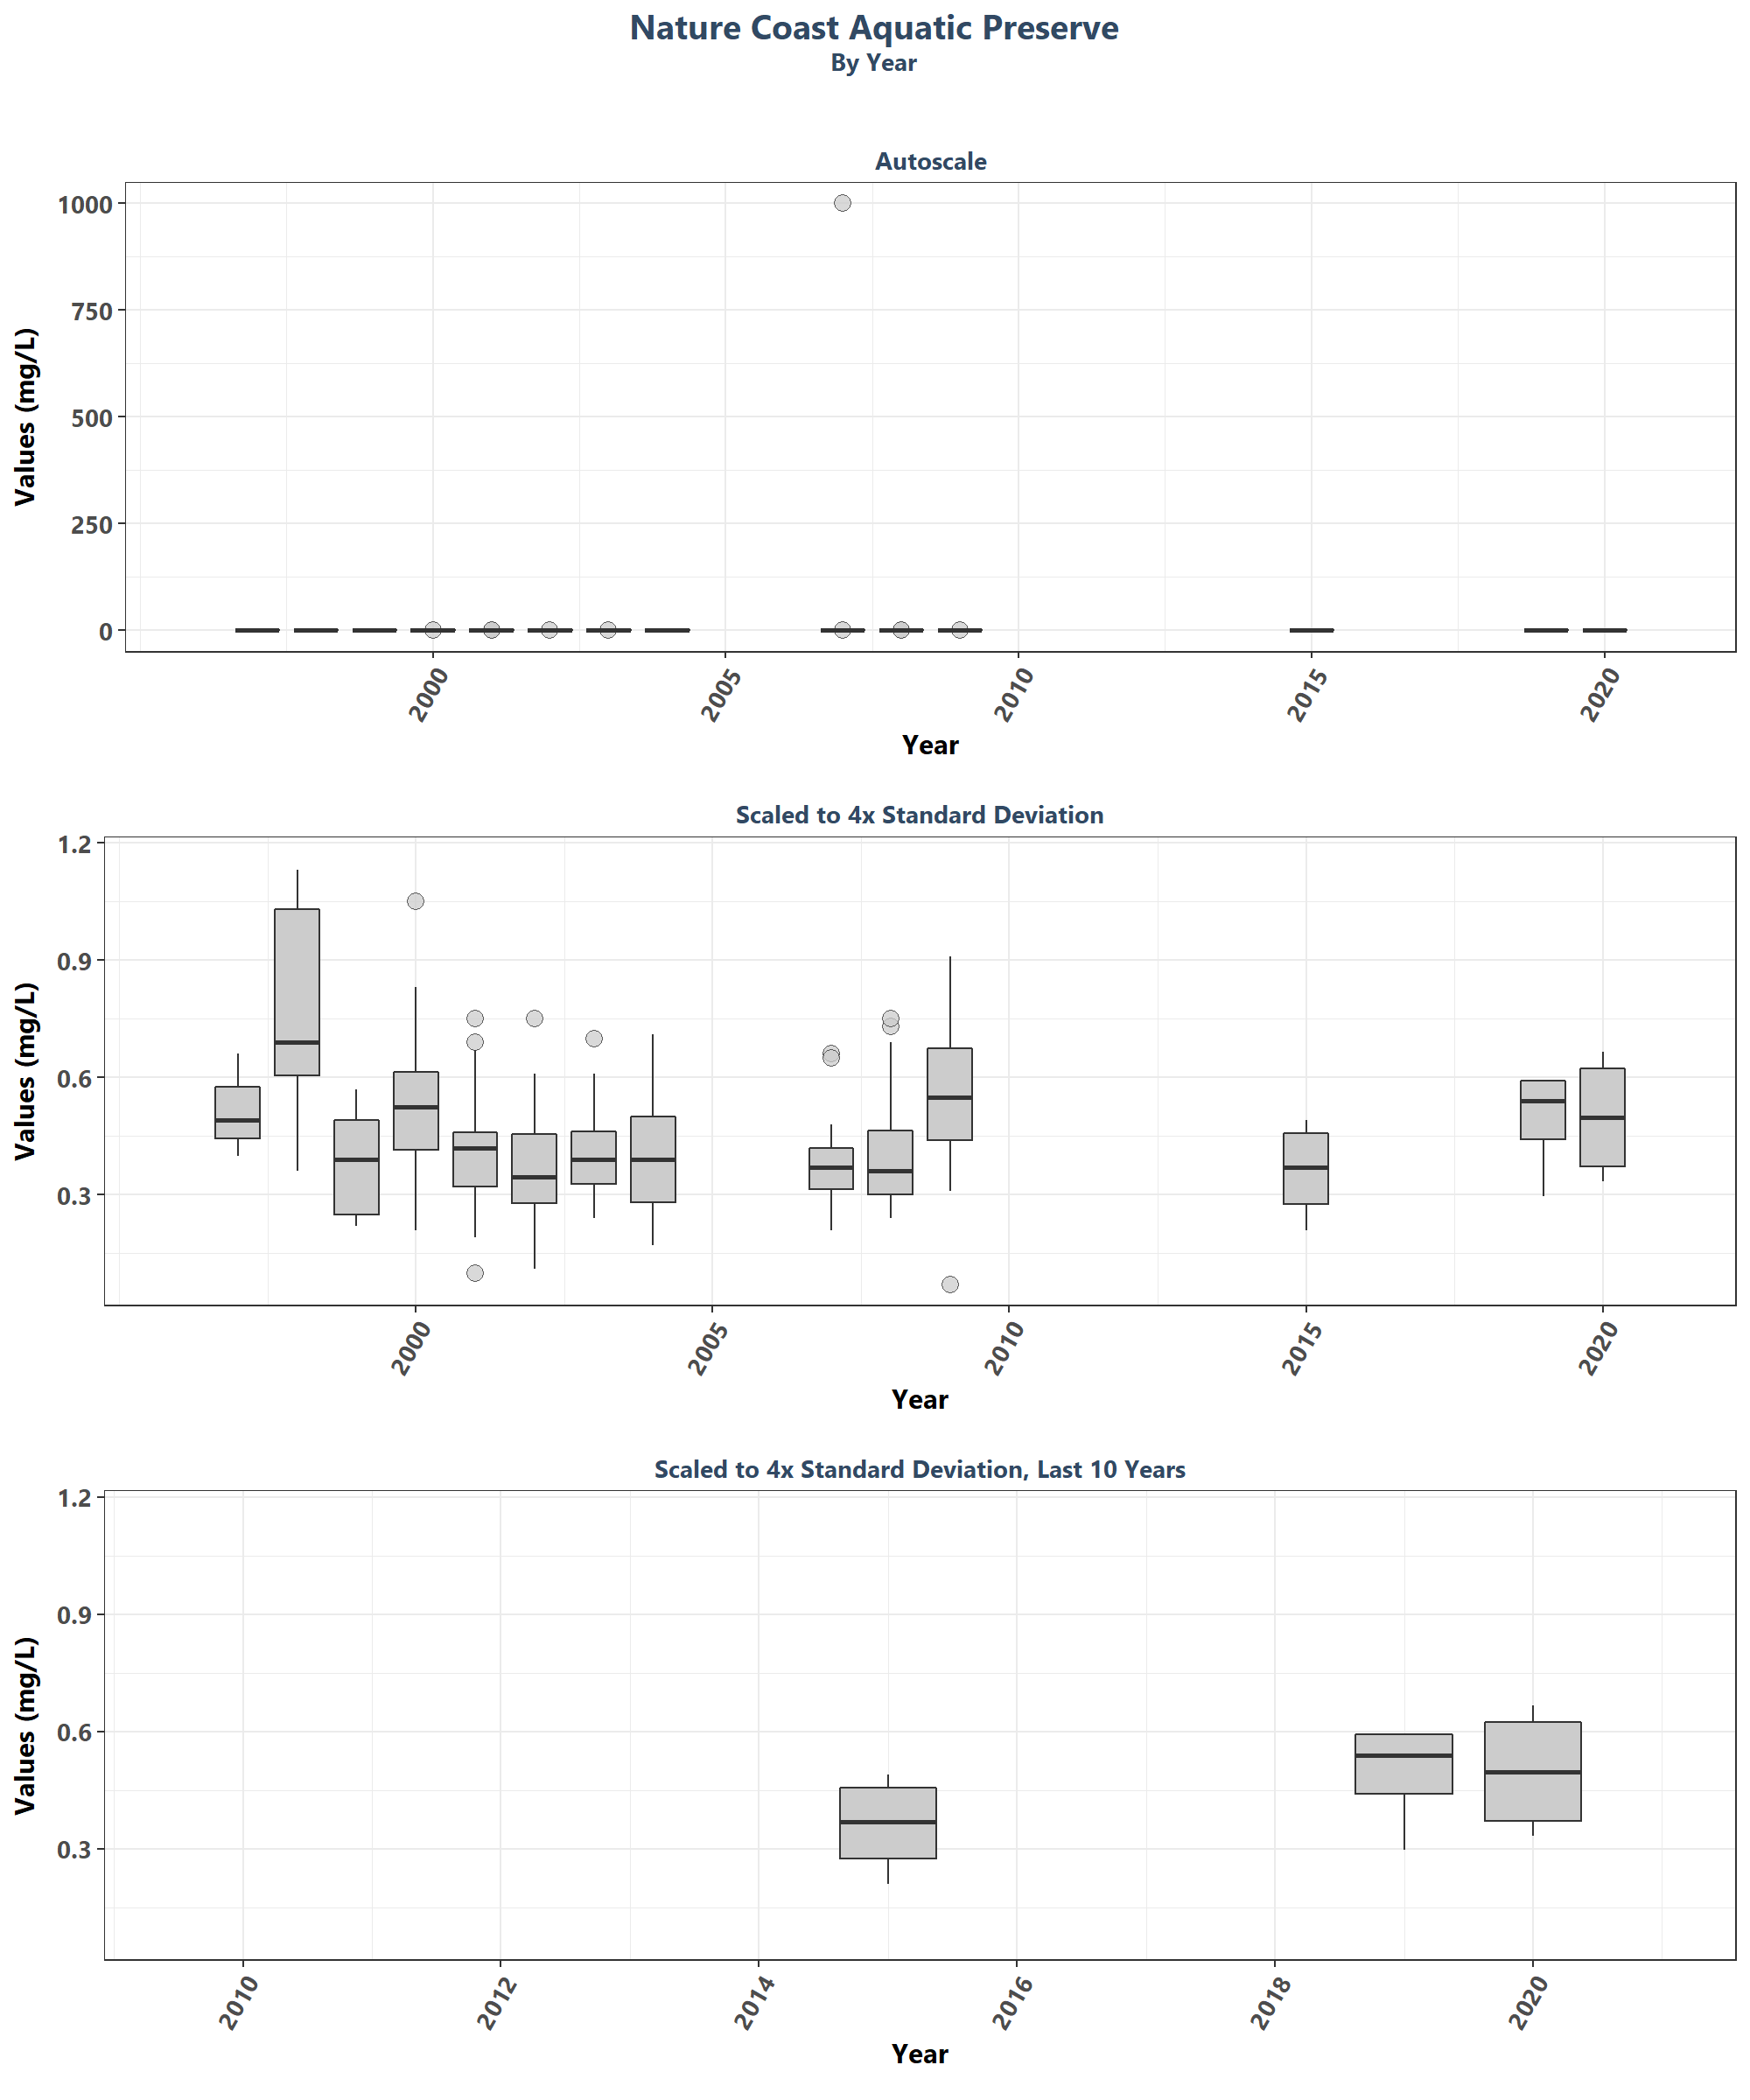 Nature Coast Aquatic Preserve
By Year
Autoscale
1000
750
500
250
0
Values (mg/L)
2000
2005
2010
2015
2020
Year
Scaled to 4x Standard Deviation
1.2
0.9
0.6
0.3
Values (mg/L)
2000
2005
2010
2015
2020
Year
Scaled to 4x Standard Deviation, Last 10 Years
1.2
0.9
0.6
0.3
Values (mg/L)
2010
2012
2014
2016
2018
2020
Year